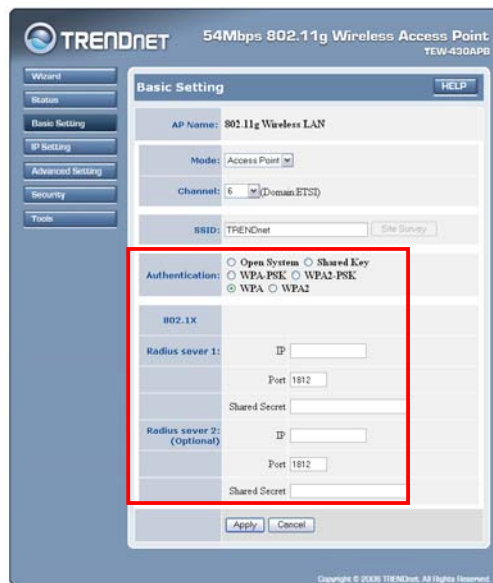 TRENDNET
54Mbps 802.11g Wireless Access Point
TEW-430APB
Wizard
Status
Basic Setting
IP Setting
Advanced Setting
Security
Tools
Basic Setting
HELP
AP Name: 802.11g Wireless LAN
Mode: Access Point
Channel: 6 (Domain:ETSI)
SSID: TRENDnet Site Survey
Authentication: Open System Shared Key
WPA-PSK WPA2-PSK
WPA WPA2
802.1X
Radius sever 1: IP
Port 1812
Shared Secret
Radius sever 2: IP
(Optional)
Port 1812
Shared Secret
Apply Cancel
Copyright © 2006 TRENDnet. All Rights Reserved